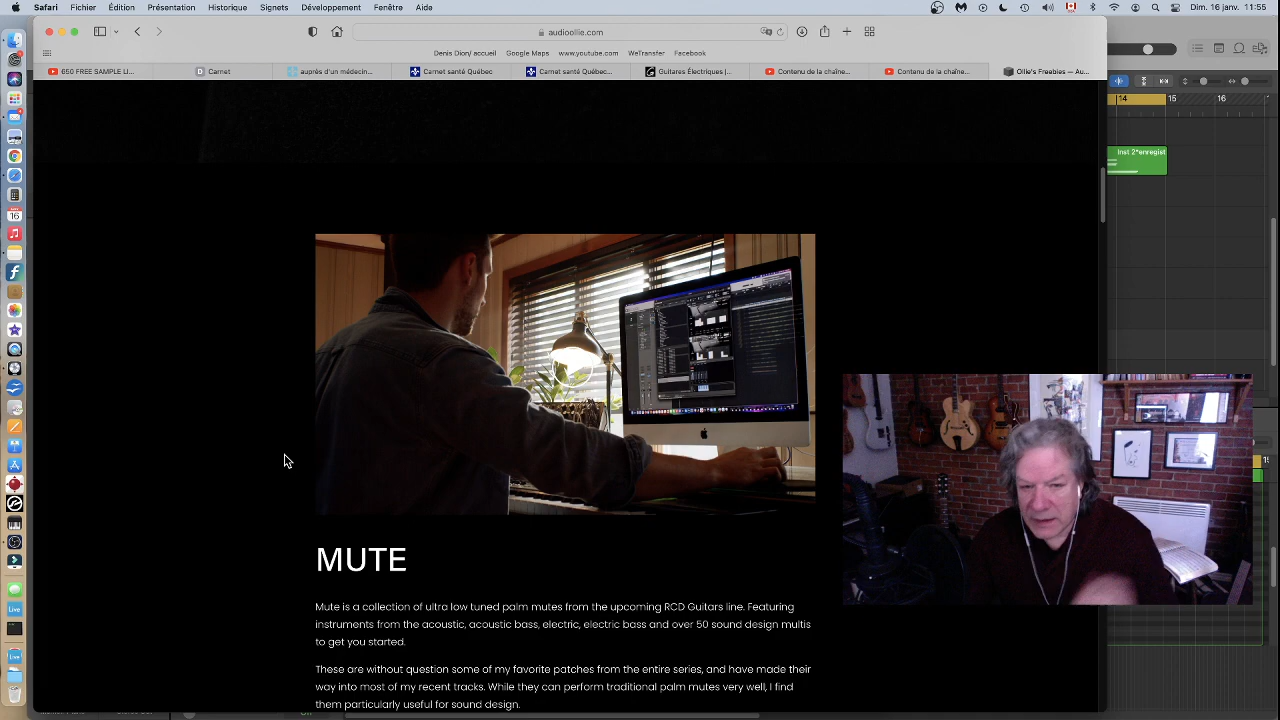 Safari Fichier Édition Présentation Historique Signets Développement Fenêtre Aide
Dim. 16 janv. 11:55
audioollie.com
Denis Dion/ accueil Google Maps www.youtube.com WeTransfer Facebook
650 FREE SAMPLE LI... Carnet auprès d'un médecin... Carnet santé Québec Carnet santé Québec... Guitares Électriques |... Contenu de la chaîne... Contenu de la chaîne... Ollie's Freebies — Au...
14 15 16
Inst 2*enregist
MUTE
Mute is a collection of ultra low tuned palm mutes from the upcoming RCD Guitars line. Featuring
instruments from the acoustic, acoustic bass, electric, electric bass and over 50 sound design multis
to get you started.
These are without question some of my favorite patches from the entire series, and have made their
way into most of my recent tracks. While they can perform traditional palm mutes very well, I find
them particularly useful for sound design.